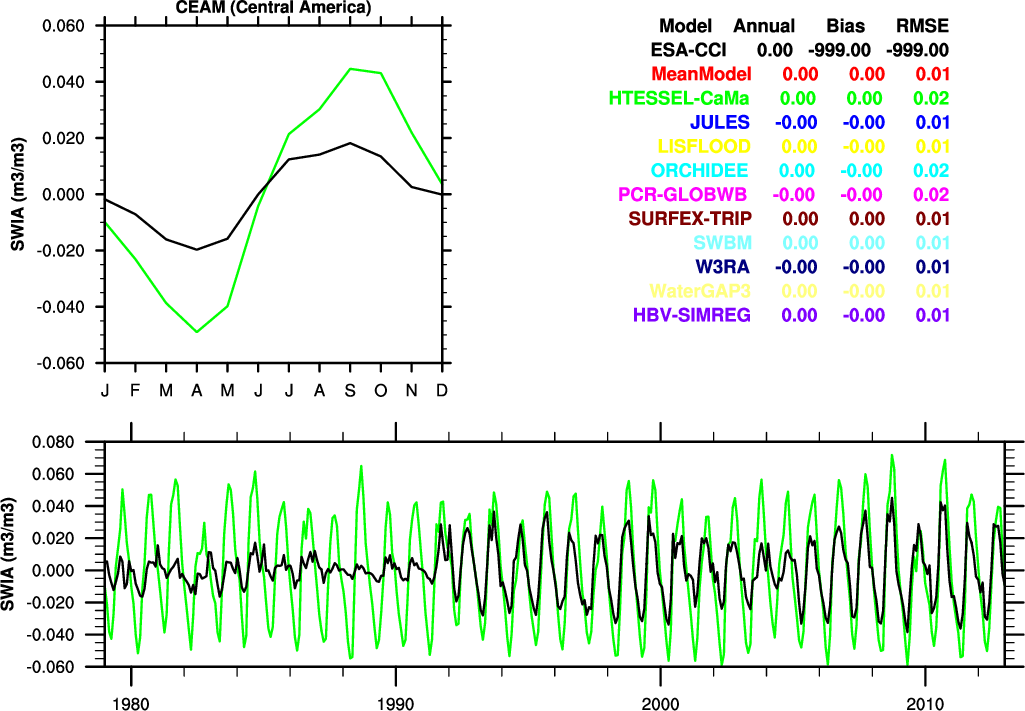 CEAM (Central America)
0.060
0.040
0.020
0.000
-0.020
-0.040
-0.060
SWIA (m3/m3)
J F M A M J J A S O N D
Model Annual Bias RMSE
ESA-CCI 0.00 -999.00 -999.00
MeanModel 0.00 0.00 0.01
HTESSEL-CaMa 0.00 0.00 0.02
JULES -0.00 -0.00 0.01
LISFLOOD 0.00 -0.00 0.01
ORCHIDEE 0.00 -0.00 0.02
PCR-GLOBWB -0.00 -0.00 0.02
SURFEX-TRIP 0.00 0.00 0.01
SWBM 0.00 0.00 0.01
W3RA -0.00 -0.00 0.01
WaterGAP3 0.00 -0.00 0.01
HBV-SIMREG 0.00 -0.00 0.01
0.080
0.060
0.040
0.020
0.000
-0.020
-0.040
-0.060
SWIA (m3/m3)
1980 1990 2000 2010